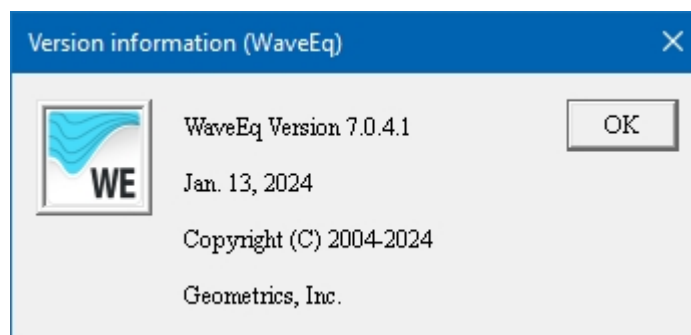 Version information (WaveEq)
WE
WaveEq Version 7.0.4.1
OK
Jan. 13, 2024
Copyright (C) 2004-2024
Geometrics, Inc.